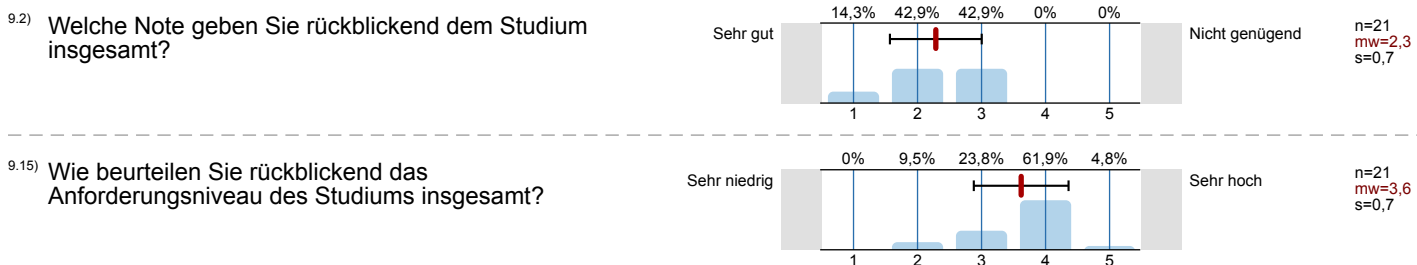 9.2) Welche Note geben Sie rückblickend dem Studium
insgesamt?
14,3% 42,9% 42,9% 0% 0%
Sehr gut
Nicht genügend
n=21
mw=2,3
s=0,7
1 2 3 4 5
9.15) Wie beurteilen Sie rückblickend das
Anforderungsniveau des Studiums insgesamt?
0% 9,5% 23,8% 61,9% 4,8%
Sehr niedrig
Sehr hoch
n=21
mw=3,6
s=0,7
1 2 3 4 5